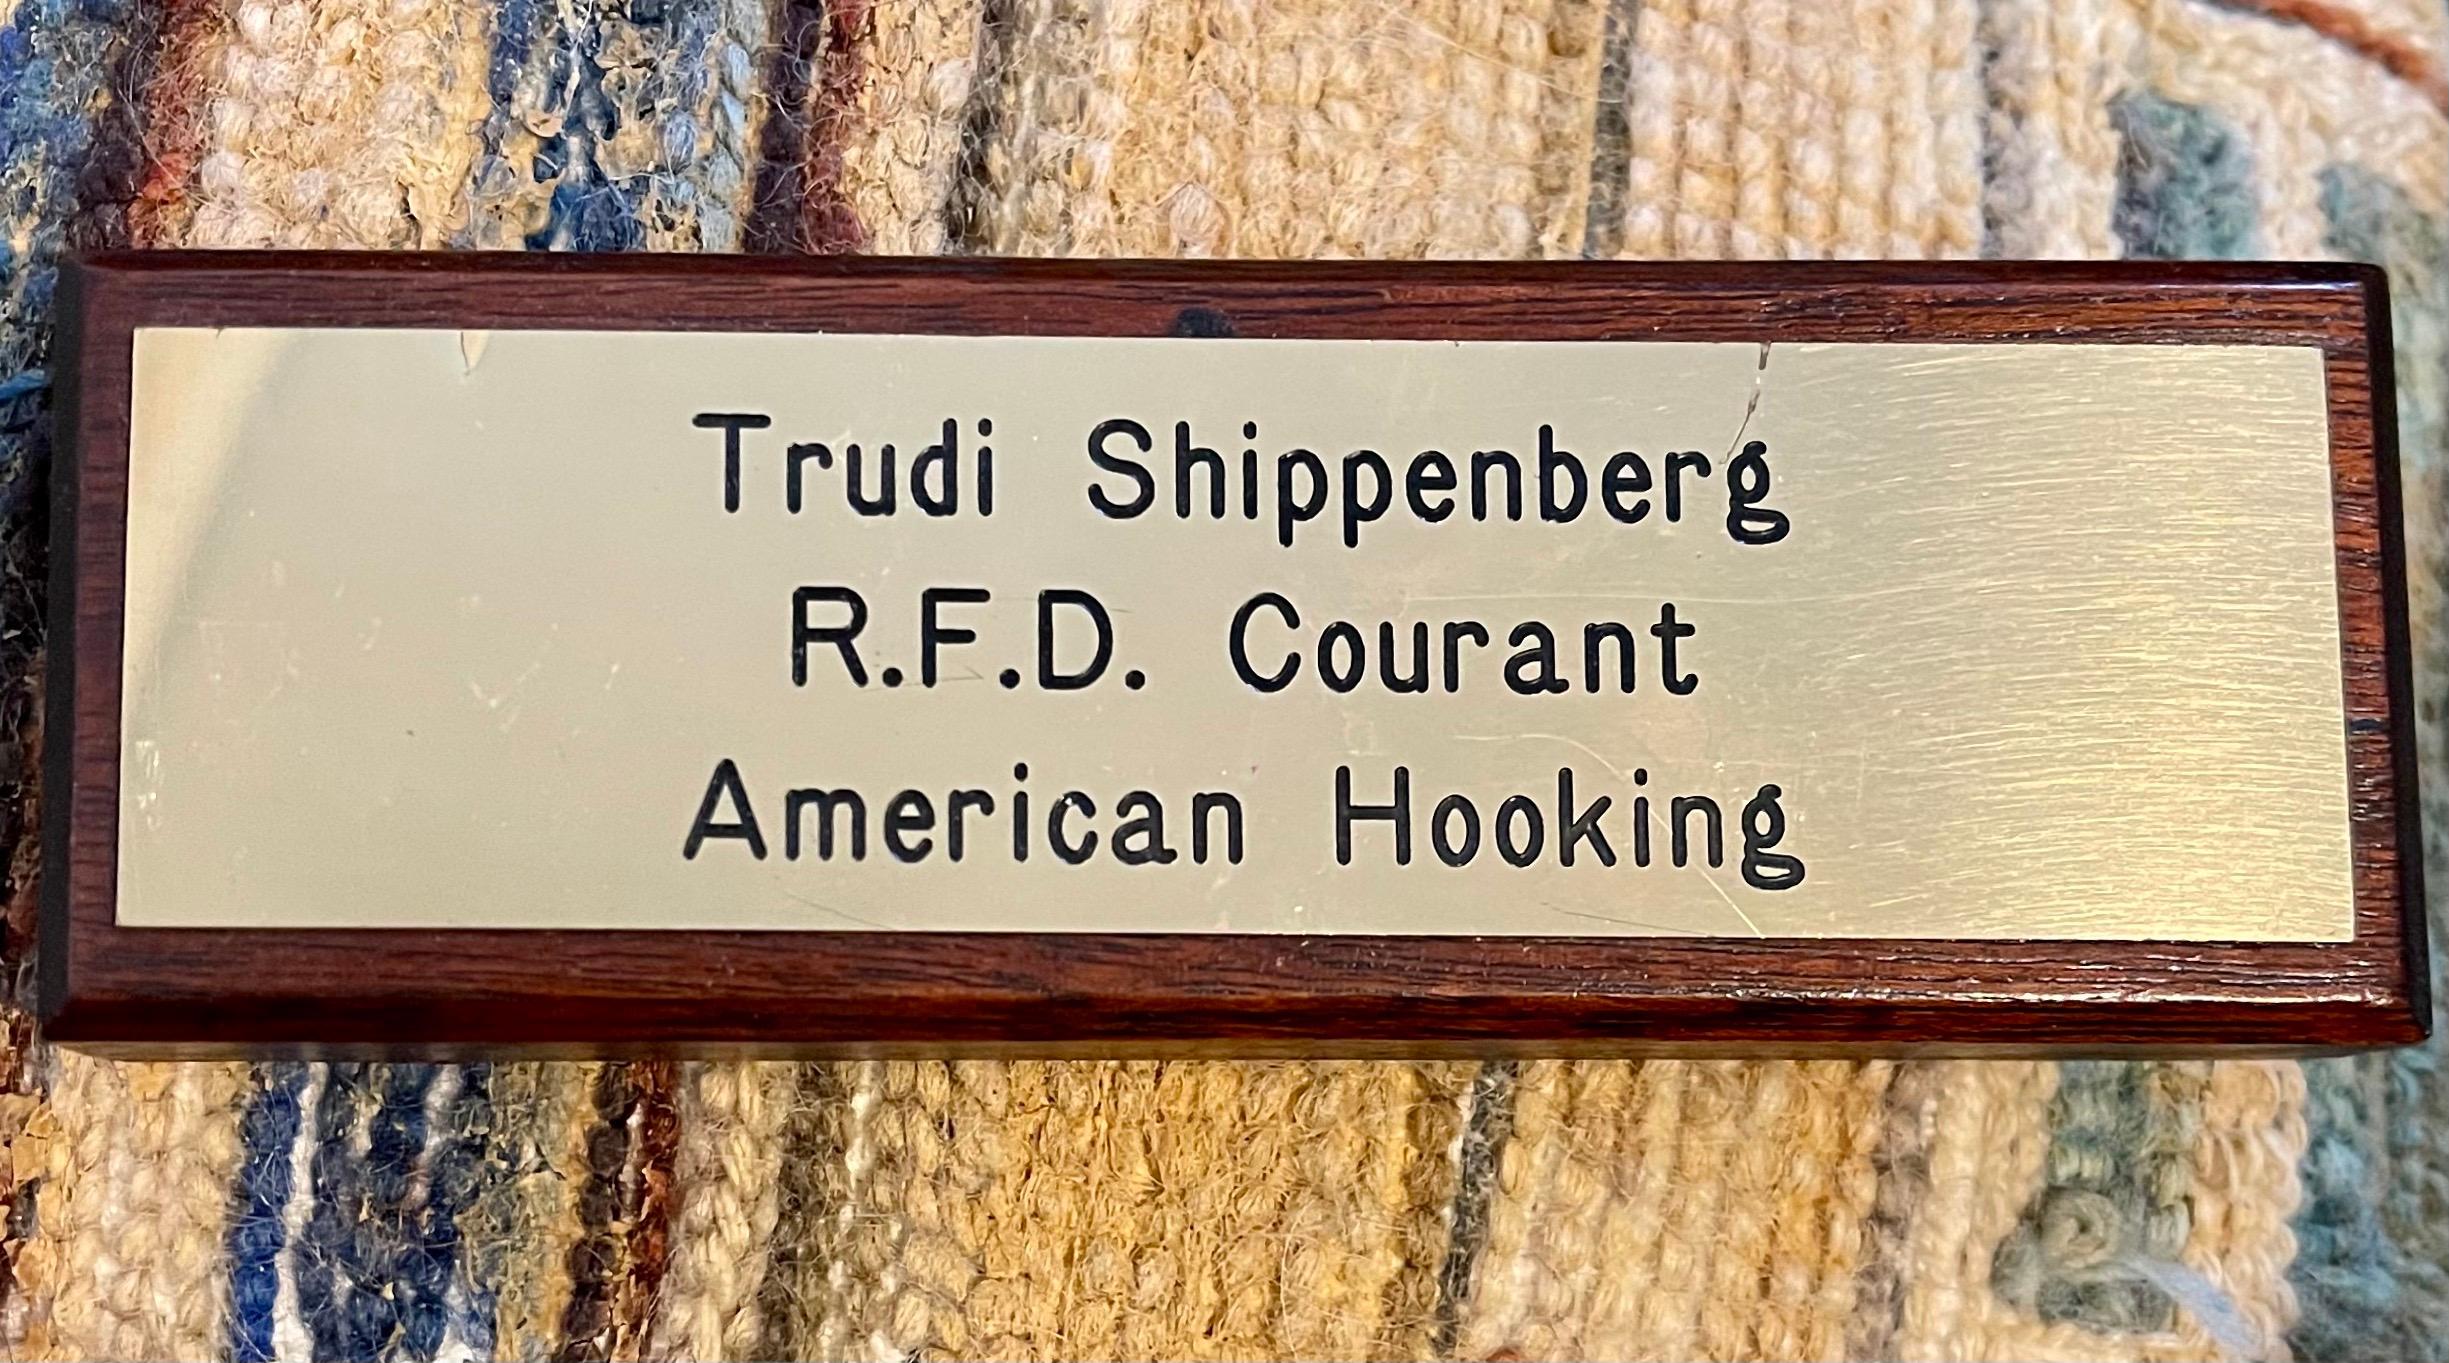 Trudi Shippenberg
R.F.D. Courant
American Hooking